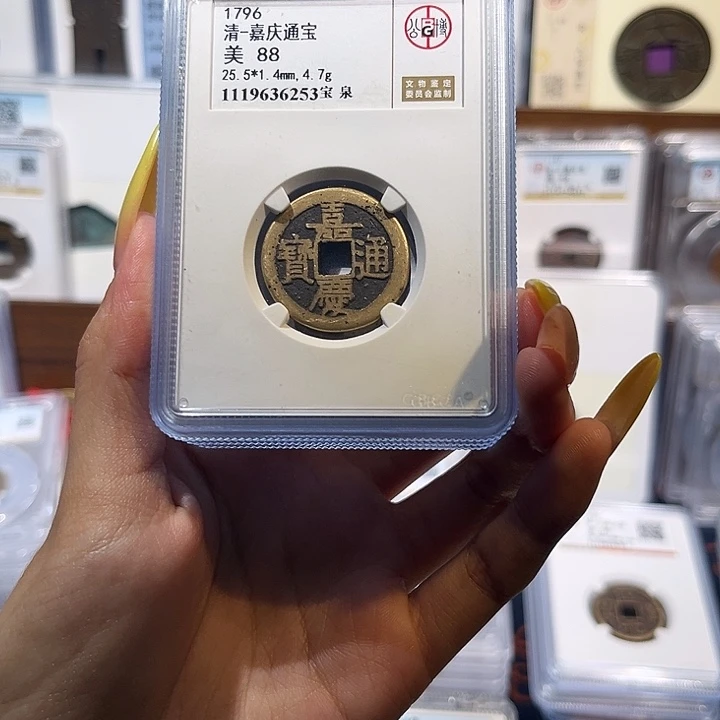 1796
清-嘉庆通宝
美 88
25.5*1.4mm,4.7g
1119636253宝 泉
公博
G
文物鉴定
委员会监制
嘉
寶 通
慶